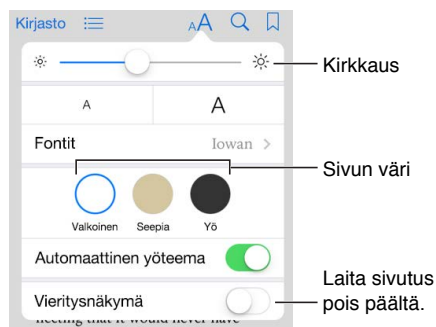 Kirjasto AA
Kirkkaus
A A
Fontit Iowan >
Sivun väri
Valkoinen Seepia Yö
Automaattinen yöteema
Laita sivutus
pois päältä.
Vieritysnäkymä
fleeting that it would never have